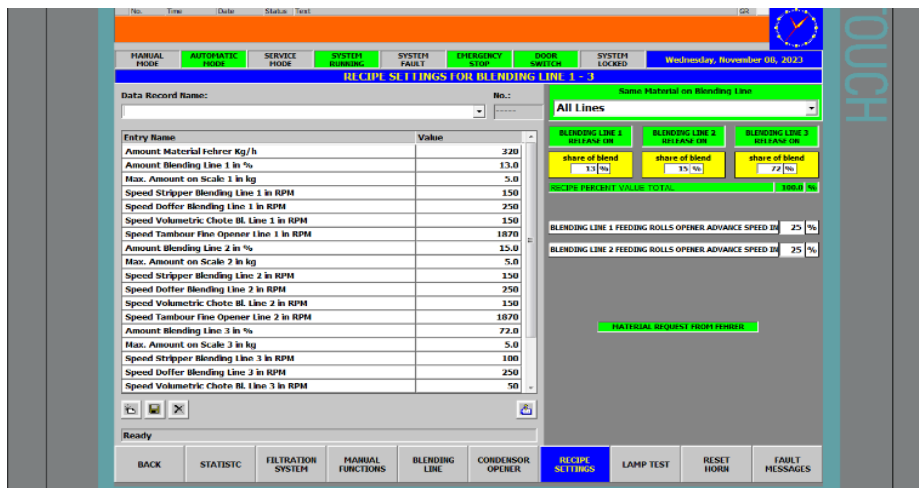 No. Time Date Status Text GR
TOUCH
MANUAL MODE
AUTOMATIC MODE
SERVICE MODE
SYSTEM RUNNING
SYSTEM FAULT
EMERGENCY STOP
DOOR SWITCH
SYSTEM LOCKED
Wednesday, November 08, 2023
RECIPE SETTINGS FOR BLENDING LINE 1 - 3
Data Record Name: No.:
-----
Entry Name Value
Amount Material Fehrer Kg/h 320
Amount Blending Line 1 in % 13.0
Max. Amount on Scale 1 in kg 5.0
Speed Stripper Blending Line 1 in RPM 150
Speed Doffer Blending Line 1 in RPM 250
Speed Volumetric Chote Bl. Line 1 in RPM 150
Speed Tambour Fine Opener Line 1 in RPM 1870
Amount Blending Line 2 in % 15.0
Max. Amount on Scale 2 in kg 5.0
Speed Stripper Blending Line 2 in RPM 150
Speed Doffer Blending Line 2 in RPM 250
Speed Volumetric Chote Bl. Line 2 in RPM 150
Speed Tambour Fine Opener Line 2 in RPM 1870
Amount Blending Line 3 in % 72.0
Max. Amount on Scale 3 in kg 5.0
Speed Stripper Blending Line 3 in RPM 100
Speed Doffer Blending Line 3 in RPM 250
Speed Volumetric Chote Bl. Line 3 in RPM 50
Ready
Same Material on Blending Line
All Lines
BLENDING LINE 1 RELEASE ON
BLENDING LINE 2 RELEASE ON
BLENDING LINE 3 RELEASE ON
share of blend 13 %
share of blend 15 %
share of blend 72 %
RECIPE PERCENT VALUE TOTAL 100.0 %
BLENDING LINE 1 FEEDING ROLLS OPENER ADVANCE SPEED IN 25 %
BLENDING LINE 2 FEEDING ROLLS OPENER ADVANCE SPEED IN 25 %
MATERIAL REQUEST FROM FEHRER
BACK
STATISTC
FILTRATION SYSTEM
MANUAL FUNCTIONS
BLENDING LINE
CONDENSOR OPENER
RECIPE SETTINGS
LAMP TEST
RESET HORN
FAULT MESSAGES